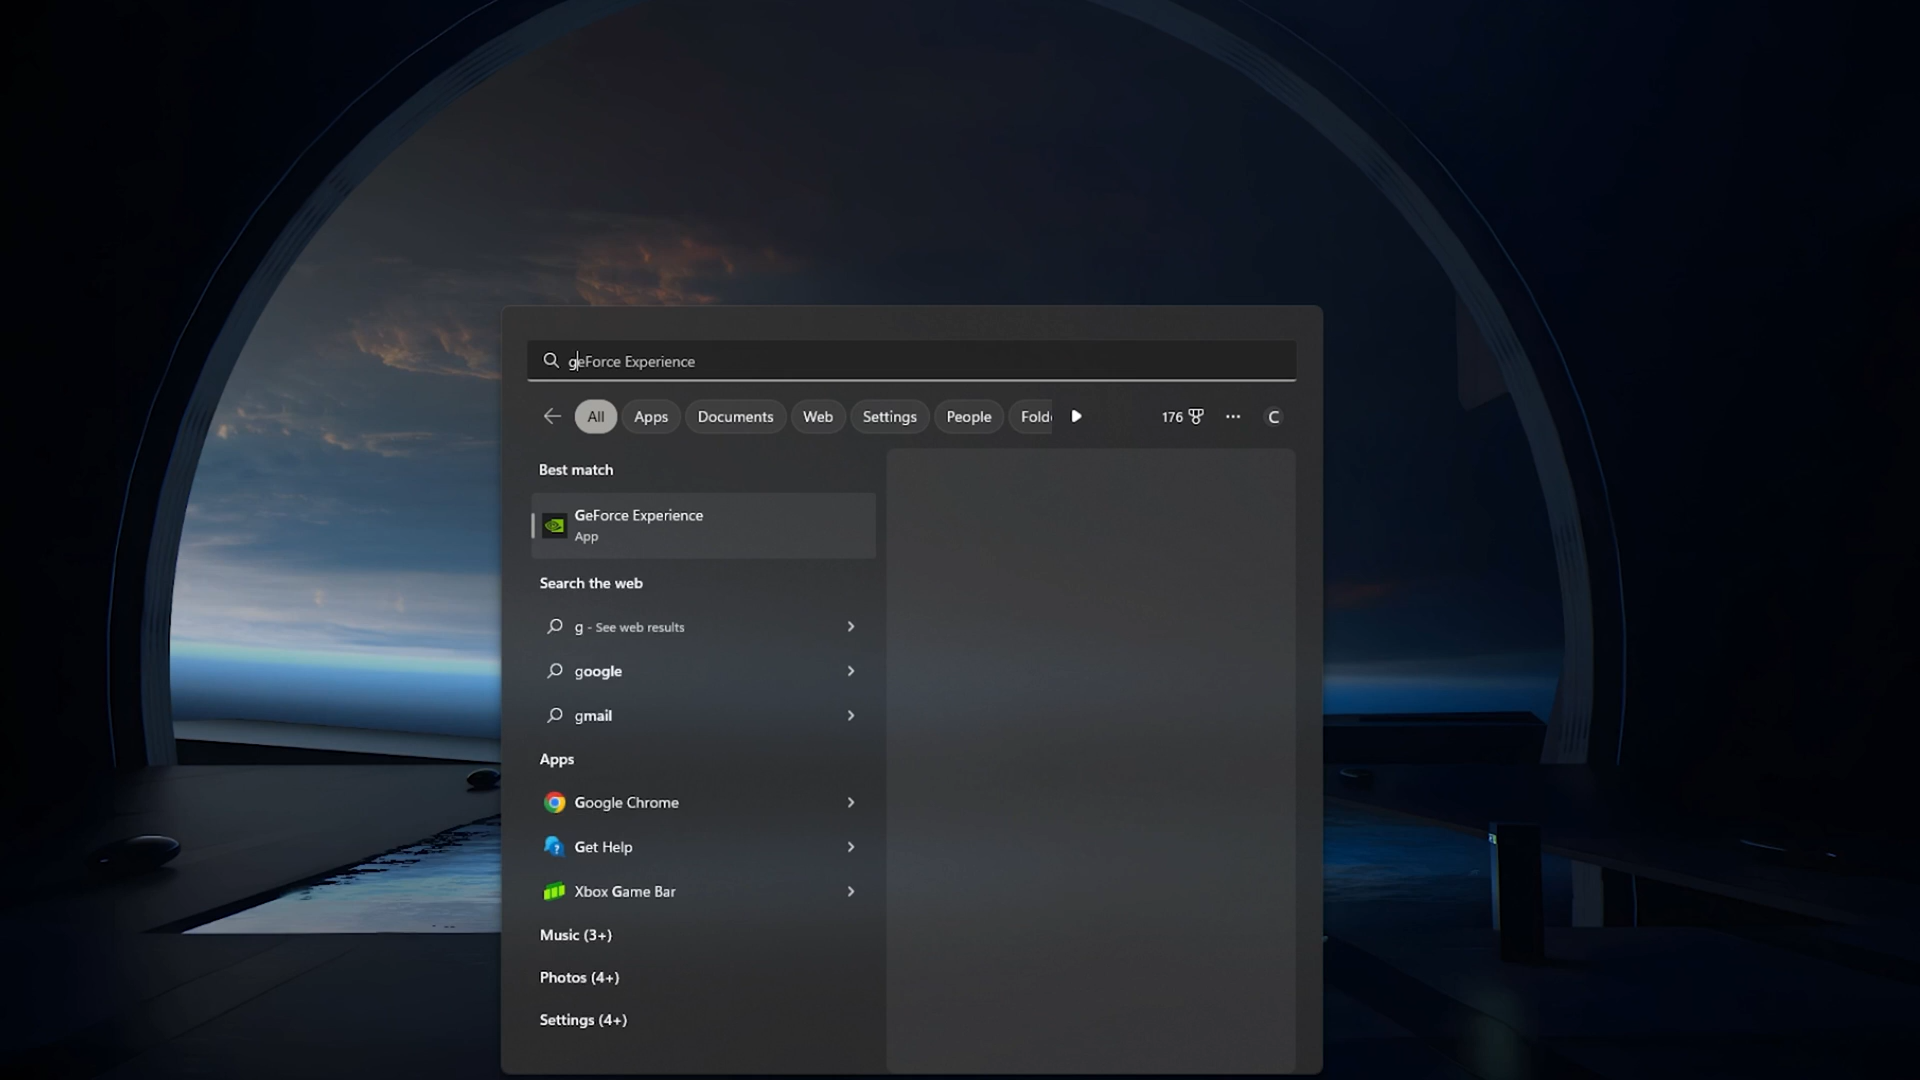 geForce Experience
All Apps Documents Web Settings People Fold 176 ··· C
Best match
GeForce Experience
App
Search the web
g - See web results
google
gmail
Apps
Google Chrome
Get Help
Xbox Game Bar
Music (3+)
Photos (4+)
Settings (4+)